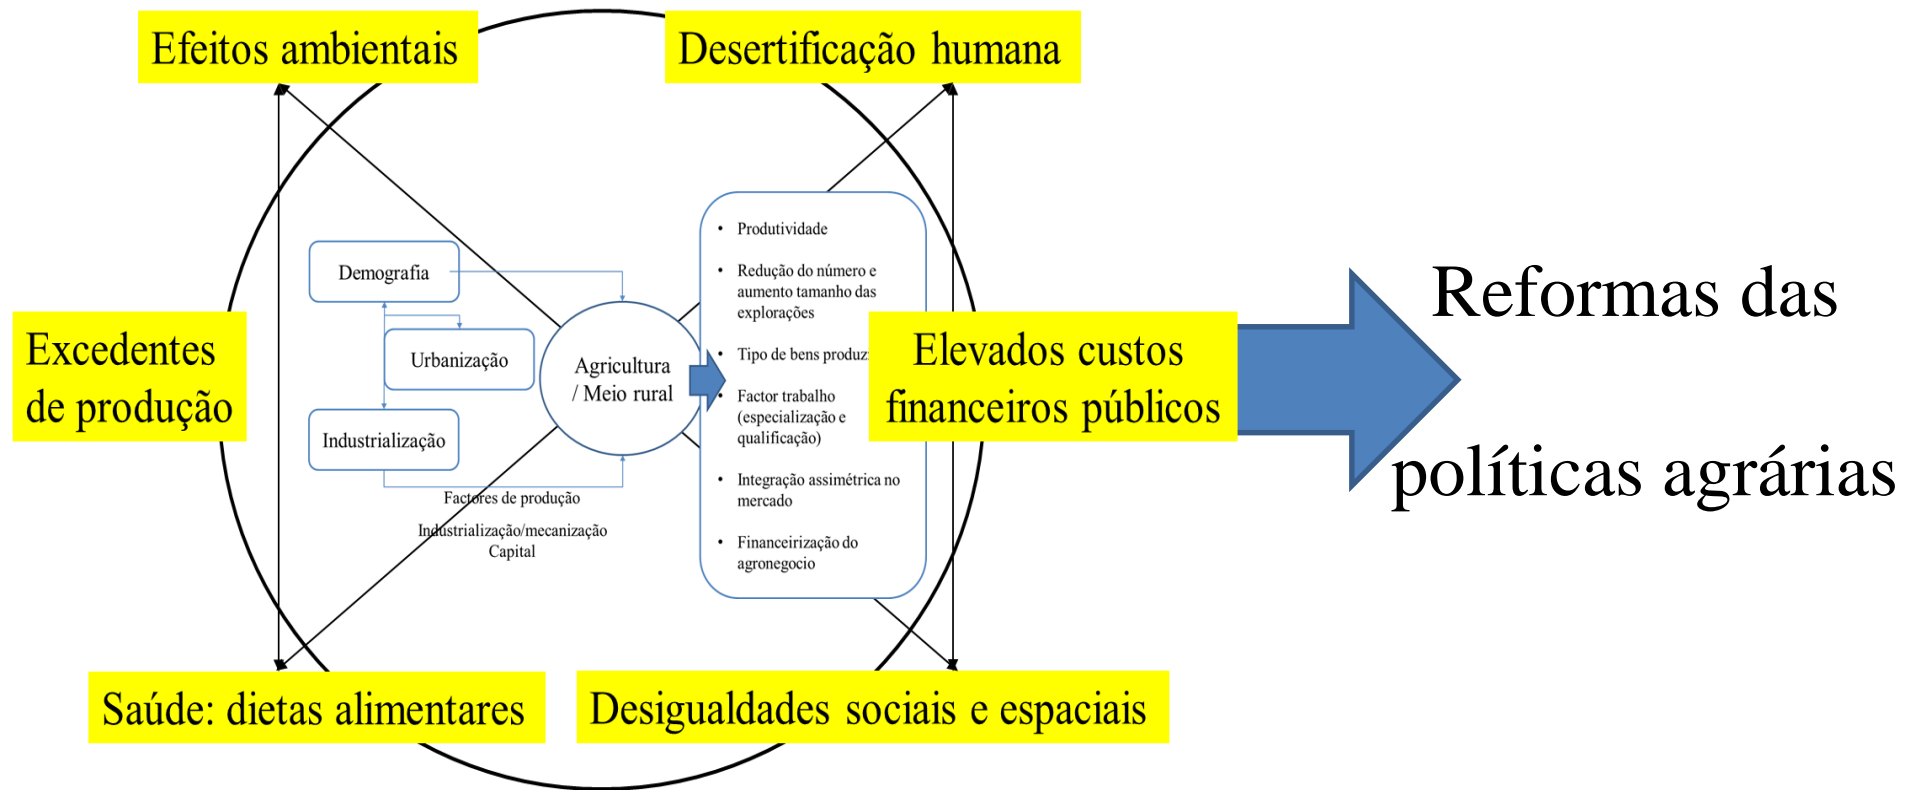 Efeitos ambientais
Desertificação humana
Excedentes
de produção
Demografia
Urbanização
Industrialização
Agricultura
/ Meio rural
Factores de produção
Industrialização/mecanização
Capital
• Produtividade
• Redução do número e
aumento tamanho das
explorações
• Tipo de bens
• Factor trabalho
(especialização e
qualificação)
• Integração assimétrica no
mercado
• Financeirização do
agronegocio
Elevados custos
financeiros públicos
Reformas das
políticas agrárias
Saúde: dietas alimentares
Desigualdades sociais e espaciais